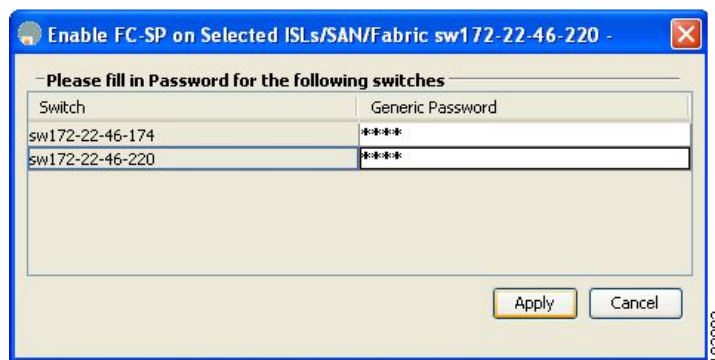 Enable FC-SP on Selected ISLs/SAN/Fabric sw172-22-46-220 -
Please fill in Password for the following switches
Switch Generic Password
sw172-22-46-174 ****
sw172-22-46-220 ****
Apply Cancel